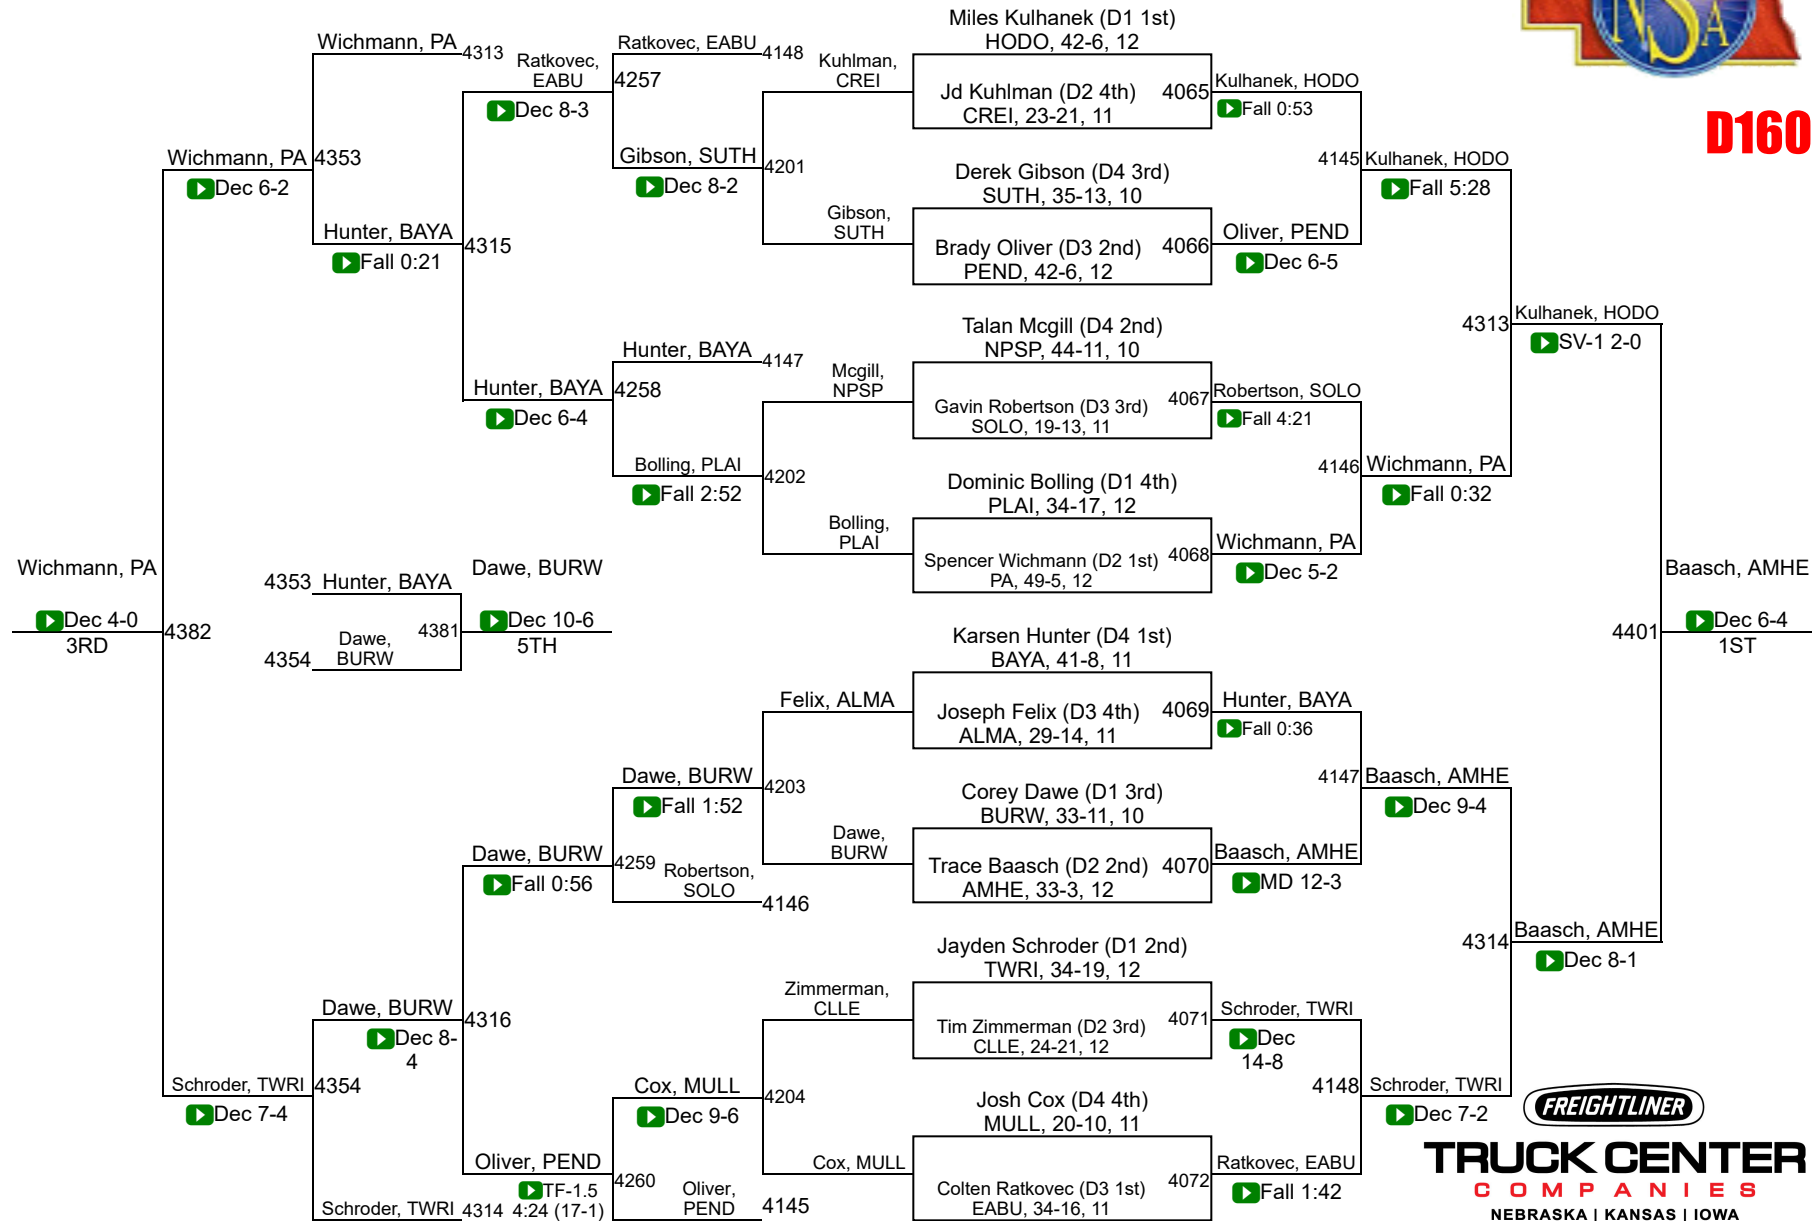 Wichmann, PA
4313
Ratkovec,
EABU
Dec 8-3
Ratkovec, EABU
4148
4257
Kuhlman,
CREI
Miles Kulhanek (D1 1st)
HODO, 42-6, 12
Jd Kuhlman (D2 4th)
CREI, 23-21, 11
4065
Kulhanek, HODO
Fall 0:53
NSA
D160
Wichmann, PA
4353
Dec 6-2
Gibson, SUTH
4201
Dec 8-2
Derek Gibson (D4 3rd)
SUTH, 35-13, 10
4145
Kulhanek, HODO
Fall 5:28
Hunter, BAYA
4315
Fall 0:21
Gibson,
SUTH
Brady Oliver (D3 2nd)
PEND, 42-6, 12
4066
Oliver, PEND
Dec 6-5
Talan Mcgill (D4 2nd)
NPSP, 44-11, 10
4313
Kulhanek, HODO
SV-1 2-0
Hunter, BAYA
4147
Hunter, BAYA
4258
Dec 6-4
Mcgill,
NPSP
Gavin Robertson (D3 3rd)
SOLO, 19-13, 11
4067
Robertson, SOLO
Fall 4:21
Bolling, PLAI
4202
Fall 2:52
Dominic Bolling (D1 4th)
PLAI, 34-17, 12
4146
Wichmann, PA
Fall 0:32
Bolling,
PLAI
Spencer Wichmann (D2 1st)
PA, 49-5, 12
4068
Wichmann, PA
Dec 5-2
Wichmann, PA
Dec 4-0
3RD
4382
4353
Hunter, BAYA
4354
Dawe,
BURW
4381
Dawe, BURW
Dec 10-6
5TH
Baasch, AMHE
4401
Dec 6-4
1ST
Karsen Hunter (D4 1st)
BAYA, 41-8, 11
Felix, ALMA
Joseph Felix (D3 4th)
ALMA, 29-14, 11
4069
Hunter, BAYA
Fall 0:36
Dawe, BURW
4203
Fall 1:52
Corey Dawe (D1 3rd)
BURW, 33-11, 10
4147
Baasch, AMHE
Dec 9-4
Dawe, BURW
4259
Fall 0:56
Robertson,
SOLO
4146
Dawe,
BURW
Trace Baasch (D2 2nd)
AMHE, 33-3, 12
4070
Baasch, AMHE
MD 12-3
Jayden Schroder (D1 2nd)
TWRI, 34-19, 12
4314
Baasch, AMHE
Dec 8-1
Dawe, BURW
4316
Dec 8-
4
Zimmerman,
CLLE
Tim Zimmerman (D2 3rd)
CLLE, 24-21, 12
4071
Schroder, TWRI
Dec
14-8
Schroder, TWRI
4354
Dec 7-4
Cox, MULL
4204
Dec 9-6
Josh Cox (D4 4th)
MULL, 20-10, 11
4148
Schroder, TWRI
Dec 7-2
Oliver, PEND
4260
TF-1.5
4:24 (17-1)
Schroder, TWRI
4314
Oliver,
PEND
4145
Cox, MULL
Colten Ratkovec (D3 1st)
EABU, 34-16, 11
4072
Ratkovec, EABU
Fall 1:42
FREIGHTLINER
TRUCK CENTER
COMPANIES
NEBRASKA | KANSAS | IOWA